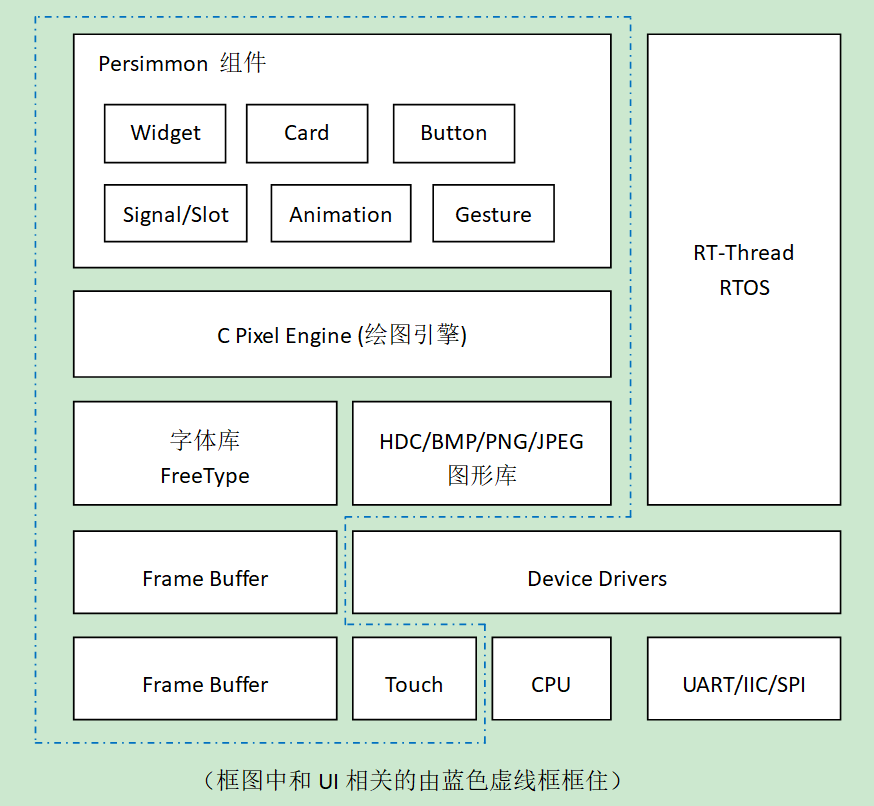 Persimmon 组件
Widget
Card
Button
Signal/Slot
Animation
Gesture
RT-Thread
RTOS
C Pixel Engine (绘图引擎)
字体库
FreeType
HDC/BMP/PNG/JPEG
图形库
Frame Buffer
Device Drivers
Frame Buffer
Touch
CPU
UART/IIC/SPI
（框图中和 UI 相关的由蓝色虚线框框住）